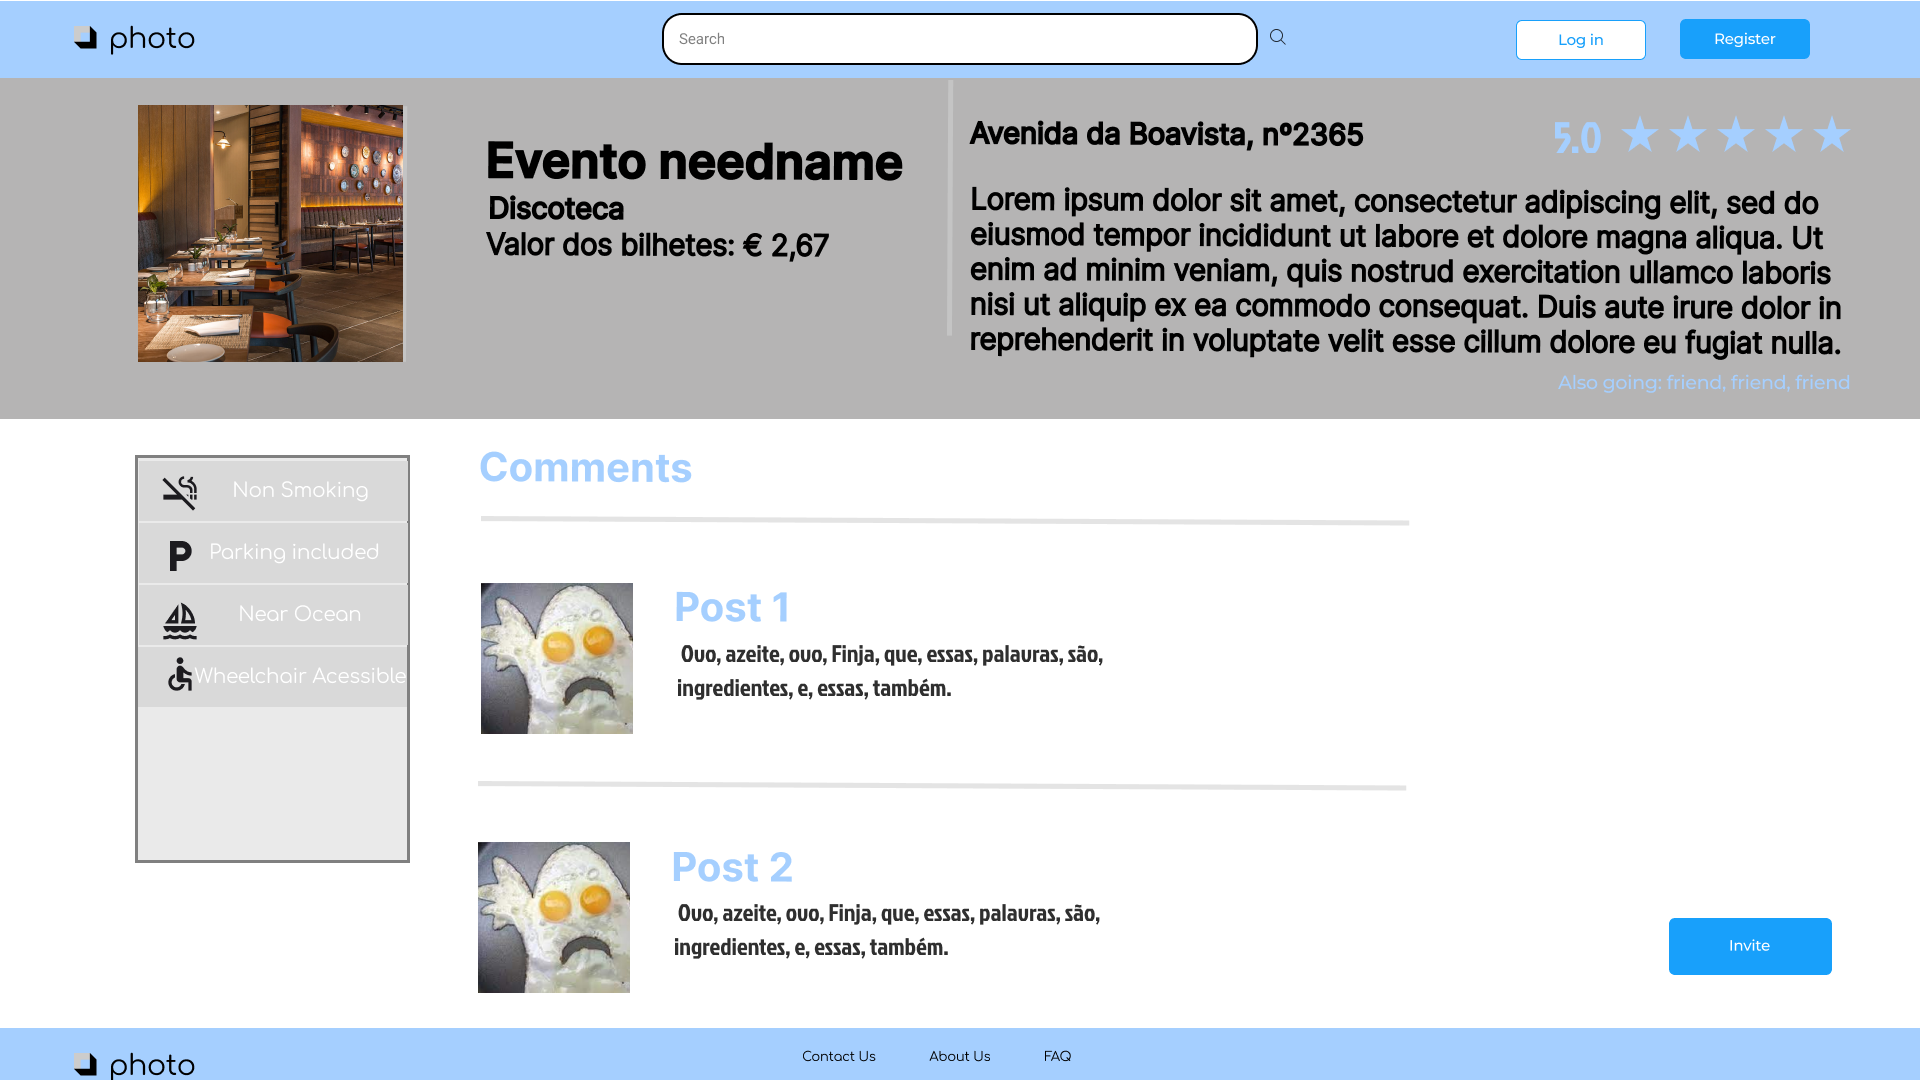 photo
Search
Log in
Register
Evento needname
Discoteca
Valor dos bilhetes: € 2,67
Avenida da Boavista, nº2365
5.0
Lorem ipsum dolor sit amet, consectetur adipiscing elit, sed do
eiusmod tempor incididunt ut labore et dolore magna aliqua. Ut
enim ad minim veniam, quis nostrud exercitation ullamco laboris
nisi ut aliquip ex ea commodo consequat. Duis aute irure dolor in
reprehenderit in voluptate velit esse cillum dolore eu fugiat nulla.
Also going: friend, friend, friend
Non Smoking
P Parking included
Near Ocean
Wheelchair Acessible
Comments
Post 1
Ovo, azeite, ovo, Finja, que, essas, palavras, são,
ingredientes, e, essas, também.
Post 2
Ovo, azeite, ovo, Finja, que, essas, palavras, são,
ingredientes, e, essas, também.
Invite
photo
Contact Us
About Us
FAQ